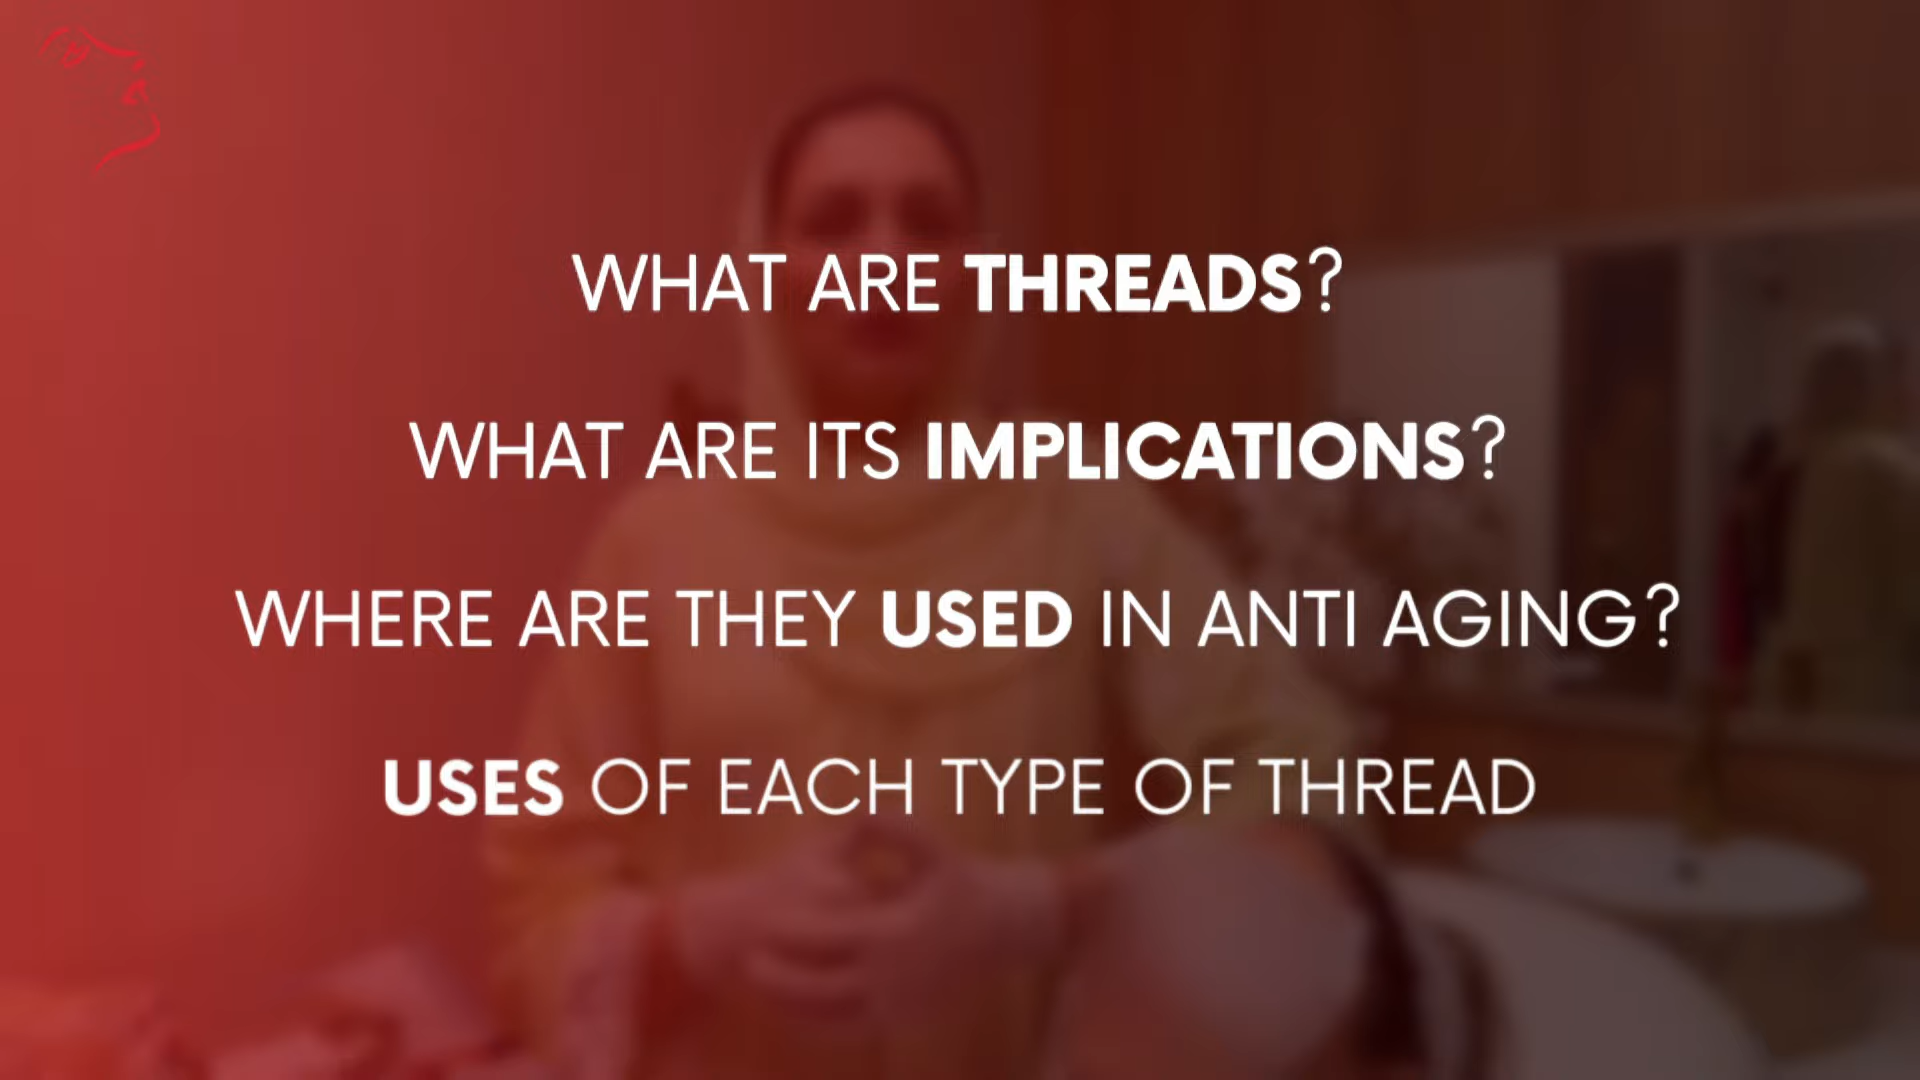 WHAT ARE THREADS?
WHAT ARE ITS IMPLICATIONS?
WHERE ARE THEY USED IN ANTI AGING?
USES OF EACH TYPE OF THREAD